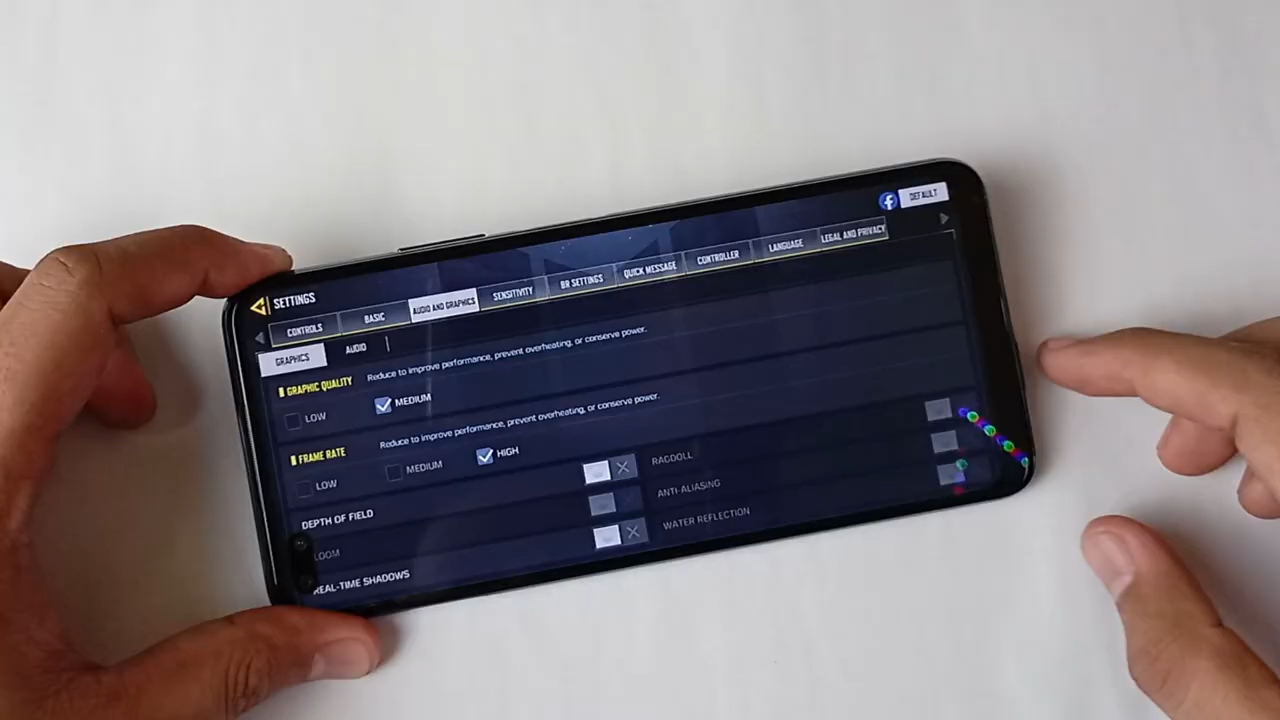 DEFAULT
SETTINGS
CONTROLS BASIC AUDIO AND GRAPHICS SENSITIVITY BR SETTINGS QUICK MESSAGE CONTROLLER LANGUAGE LEGAL AND PRIVACY
GRAPHICS AUDIO
GRAPHIC QUALITY Reduce to improve performance, prevent overheating, or conserve power.
LOW MEDIUM
FRAME RATE Reduce to improve performance, prevent overheating, or conserve power.
LOW MEDIUM HIGH
DEPTH OF FIELD RAGDOLL
LOOM ANTI-ALIASING
REAL-TIME SHADOWS WATER REFLECTION